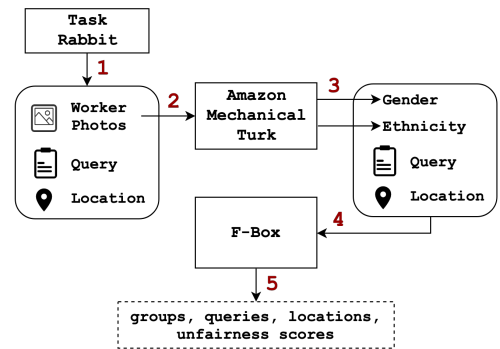 Task
Rabbit
1
Worker
Photos
Query
Location
2
Amazon
Mechanical
Turk
3
Gender
Ethnicity
Query
Location
4
F-Box
5
groups, queries, locations,
unfairness scores